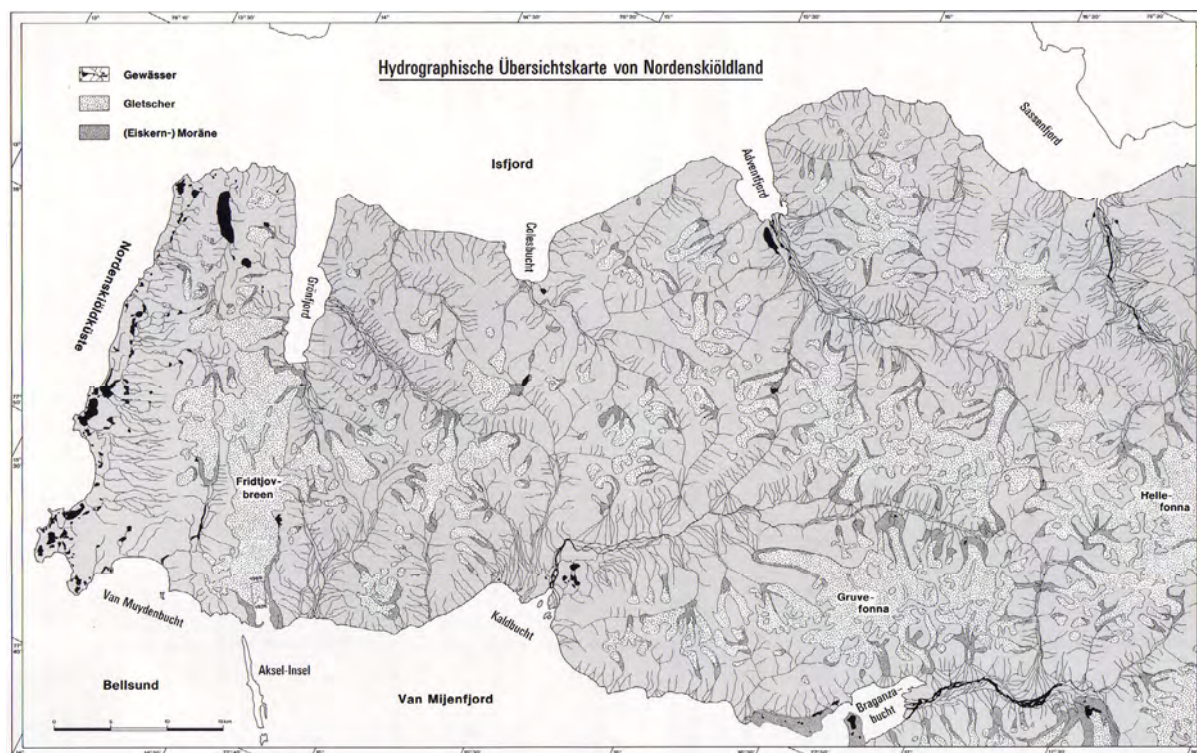 Hydrographische Übersichtskarte von Nordenskiöldland
Gewässer
Gletscher
(Eiskern-) Moräne
Isfjord
Sassenfjord
Adventfjord
Colesbucht
Grönfjord
Nordenskiöldküste
Fridtjov-
breen
Helle-
fonna
Gruve-
fonna
Van Muydenbucht
Kaldbucht
Aksel-Insel
Bellsund
Van Mijenfjord
Braganza-
bucht